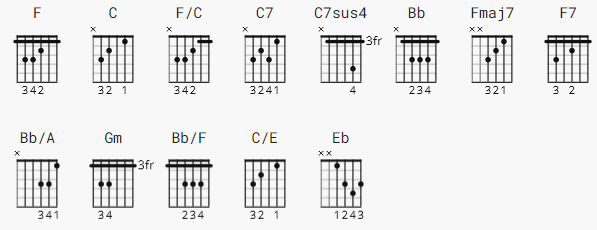 F C F/C C7 C7sus4 Bb Fmaj7 F7
× × × × × ××
3fr
342 32 1 342 3241 4 234 321 3 2
Bb/A Gm Bb/F C/E Eb
× ××
3fr
341 34 234 32 1 1243